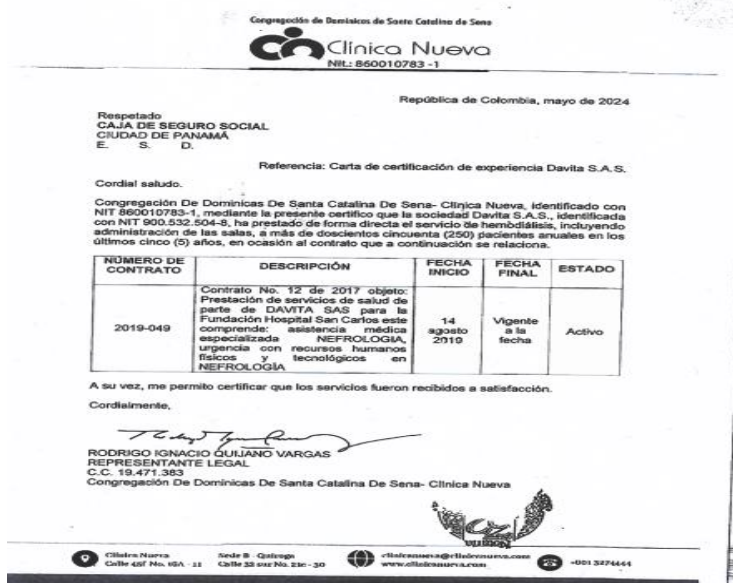 Congregación de Dominicas de Santa Catalina de Sena
Clínica Nueva
Nit.: 860010783 -1
República de Colombia, mayo de 2024
Respetado
CAJA DE SEGURO SOCIAL
CIUDAD DE PANAMÁ
E. S. D.
Referencia: Carta de certificación de experiencia Davita S.A.S.
Cordial saludo.
Congregación De Dominicas De Santa Catalina De Sena- Clínica Nueva, identificado con
NIT 860010783-1, mediante la presente certifico que la sociedad Davita S.A.S., identificada
con NIT 900.532.504-8, ha prestado de forma directa el servicio de hemodiálisis, incluyendo
administración de las salas, a más de doscientos cincuenta (250) pacientes anuales en los
últimos cinco (5) años, en ocasión al contrato que a continuación se relaciona.
NÚMERO DE CONTRATO DESCRIPCIÓN FECHA INICIO FECHA FINAL ESTADO
Contrato No. 12 de 2017 objeto:
Prestación de servicios de salud de
parte de DAVITA SAS para la
Fundación Hospital San Carlos este
2019-049 comprende: asistencia médica 14 agosto 2019 Vigente a la fecha Activo
especializada NEFROLOGIA,
urgencia con recursos humanos
físicos y tecnológicos en
NEFROLOGÍA
A su vez, me permito certificar que los servicios fueron recibidos a satisfacción.
Cordialmente,
RODRIGO IGNACIO QUIJANO VARGAS
REPRESENTANTE LEGAL
C.C. 19.471.383
Congregación De Dominicas De Santa Catalina De Sena- Clínica Nueva
Clínica Nueva
Calle 45F No. 16A - 11
Sede B - Quiroga
Calle 32 sur No. 21c - 30
clinicanueva@clinicanueva.com
www.clinicanueva.com